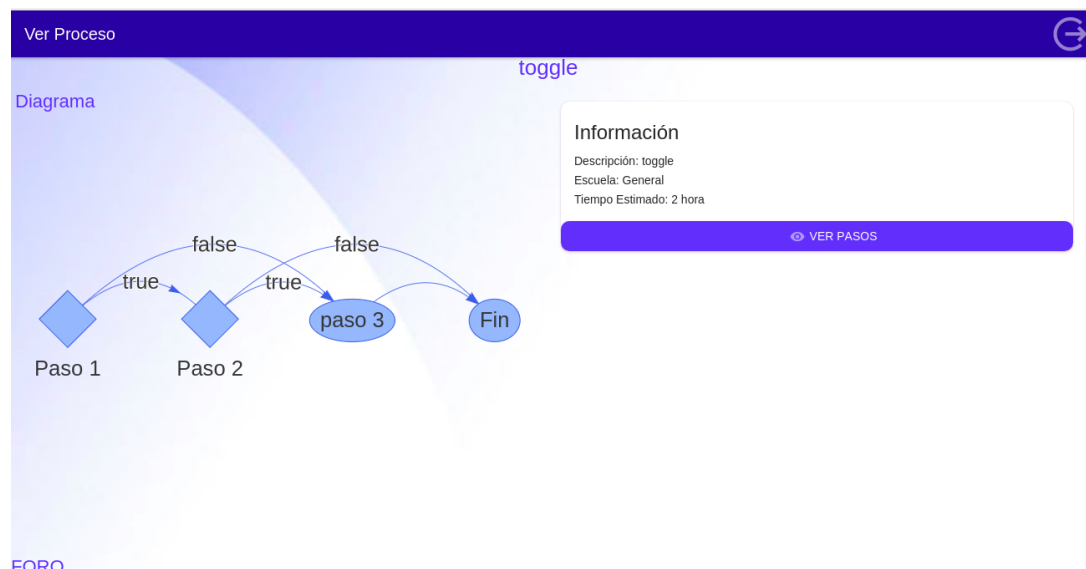 Ver Proceso
toggle
Diagrama
Información
Descripción: toggle
Escuela: General
Tiempo Estimado: 2 hora
VER PASOS
false
false
true
true
paso 3
Fin
Paso 1
Paso 2
FORO